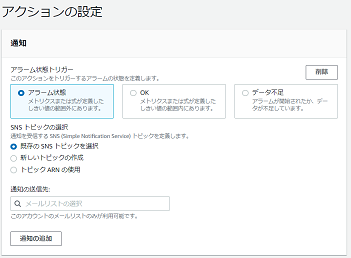 アクションの設定
通知
アラーム状態トリガー
このアクションをトリガーするアラームの状態を定義します。
削除
アラーム状態
メトリクスまたは式が定義した
しきい値の範囲外にあります。
OK
メトリクスまたは式が定義した
しきい値の範囲内にあります。
データ不足
アラームが開始されたか、デー
タが不足しています。
SNS トピックの選択
通知を受信する SNS (Simple Notification Service) トピックを定義します。
既存の SNS トピックを選択
新しいトピックの作成
トピック ARN の使用
通知の送信先:
メールリストの選択
このアカウントのメールリストのみが利用可能です。
通知の追加